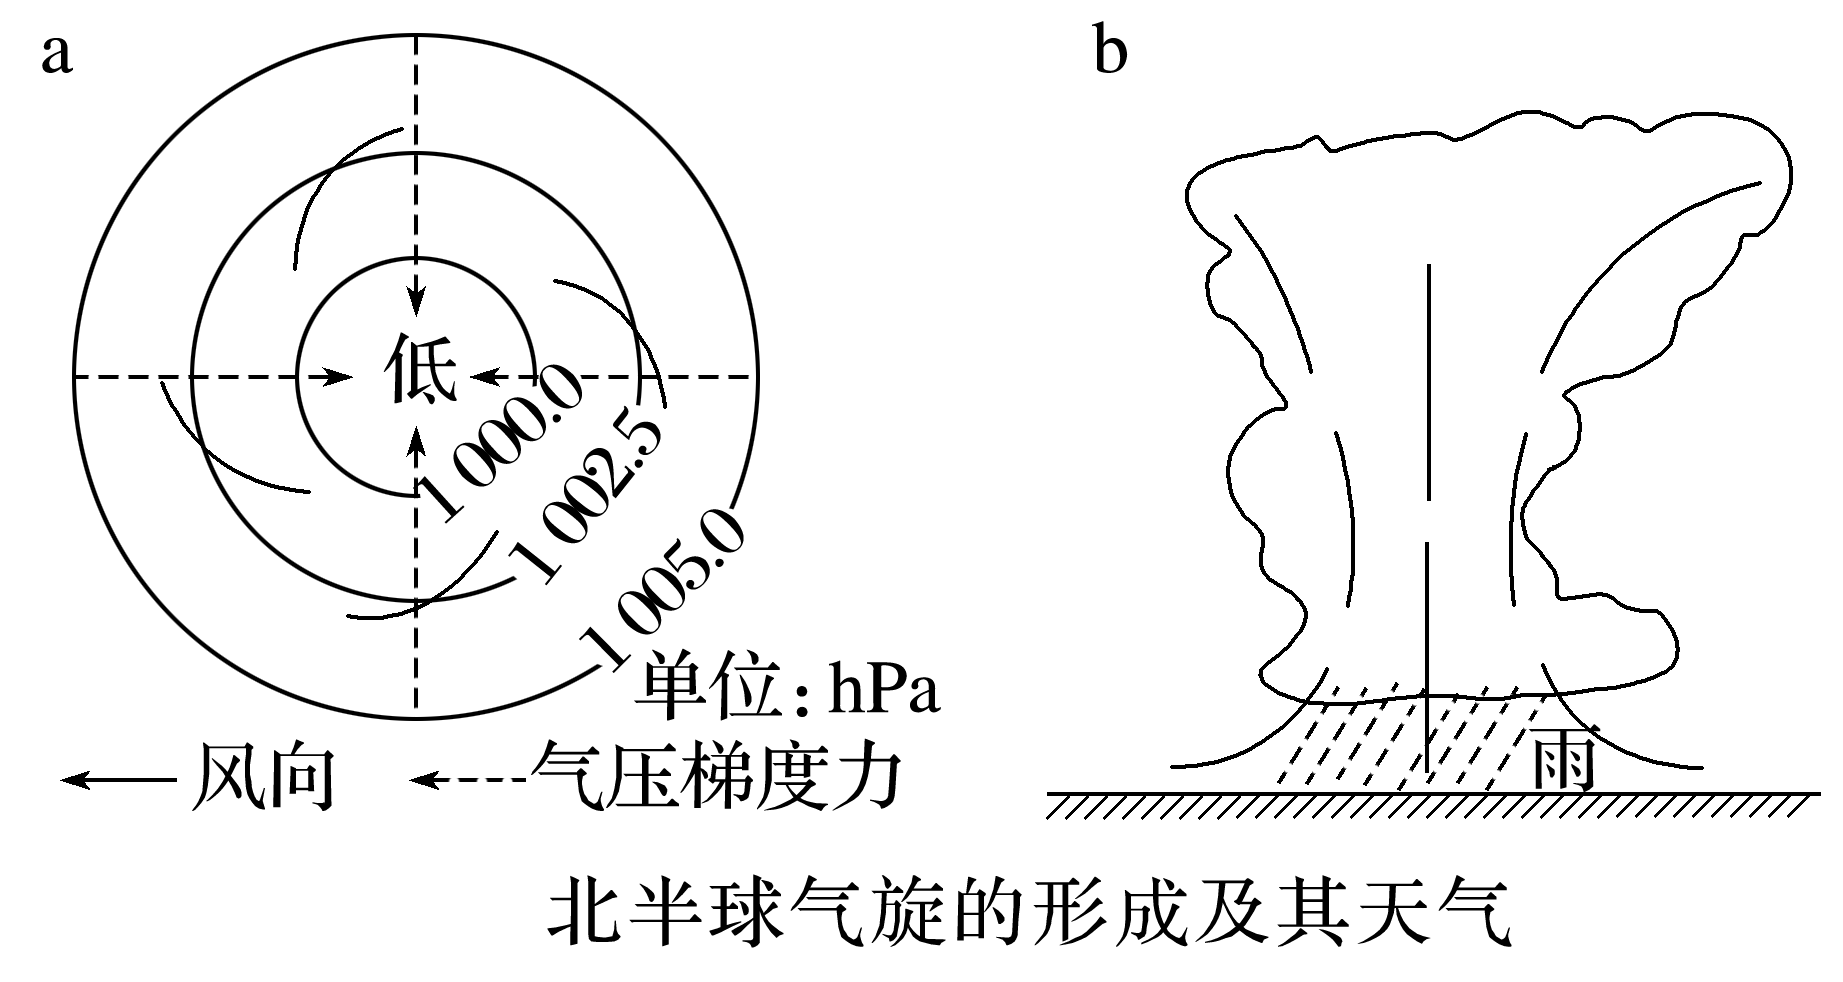 a
b
低
1 000.0
1 002.5
1 005.0
单位：hPa
风向
气压梯度力
雨
北半球气旋的形成及其天气